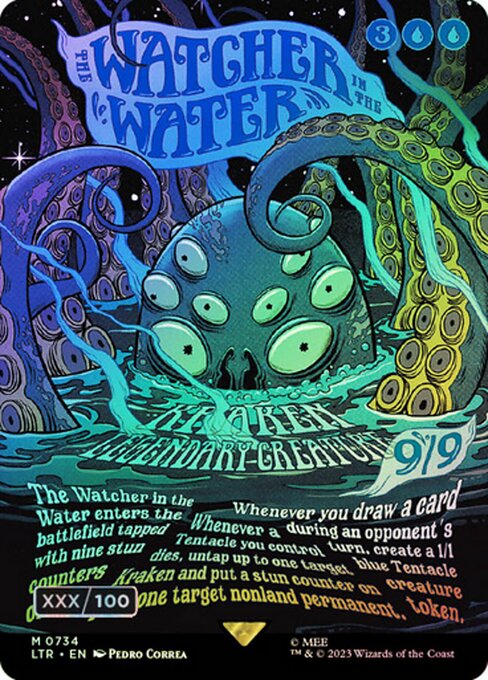 THE
WATCHER
IN THE
WATER
3
KRAKEN
LEGENDARY CREATURE
9/9
The Watcher in the
Water enters the
battlefield tapped
with nine stun
counters
Whenever you draw a card
during an opponent's
turn, create a 1/1
blue Tentacle
creature
token.
Whenever a
Tentacle you control
dies, untap up to one target
Kraken and put a stun counter on
one target nonland permanent.
XXX/100
M 0734
LTR • EN Pedro Correa
© MEE
™ & © 2023 Wizards of the Coast